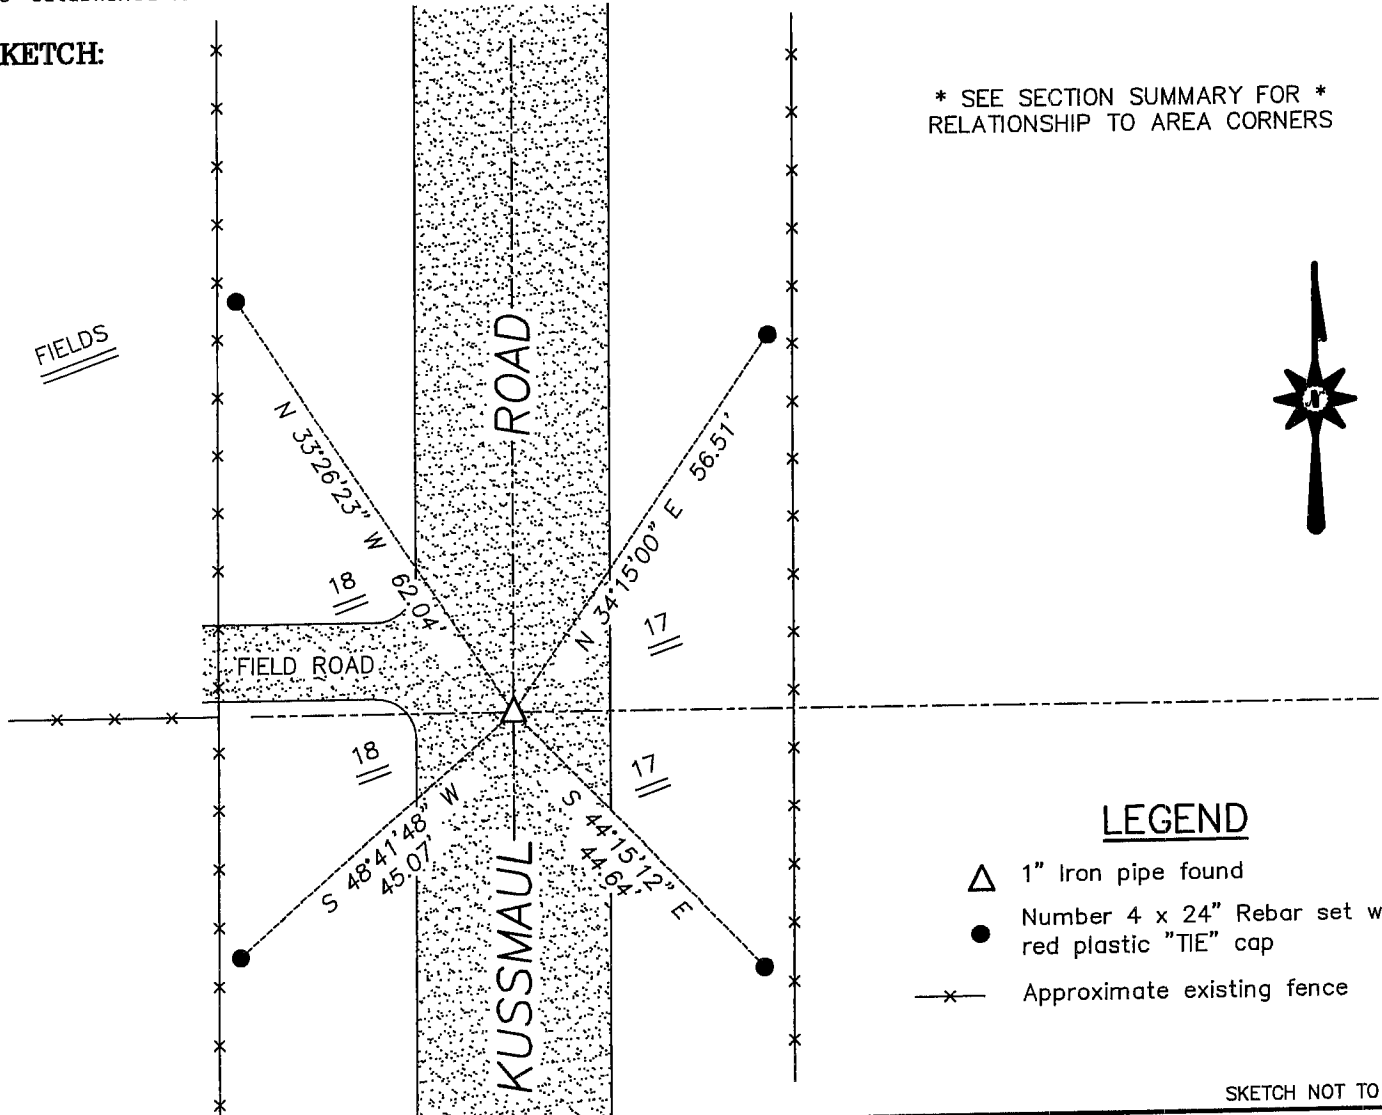 KETCH:
* SEE SECTION SUMMARY FOR *
RELATIONSHIP TO AREA CORNERS
FIELDS
ROAD
N 33°26'23" W 62.04'
N 34°15'00" E 56.51'
18
17
FIELD ROAD
N
18
17
S 48°41'48" W
45.07'
S 44°15'12" E
44.64'
KUSSMAUL
LEGEND
1" Iron pipe found
Number 4 x 24" Rebar set w
red plastic "TIE" cap
Approximate existing fence
SKETCH NOT TO